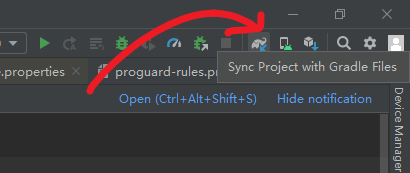 .properties
proguard-rules.pr
Sync Project with Gradle Files
Open (Ctrl+Alt+Shift+S)
Hide notification
Device Manager